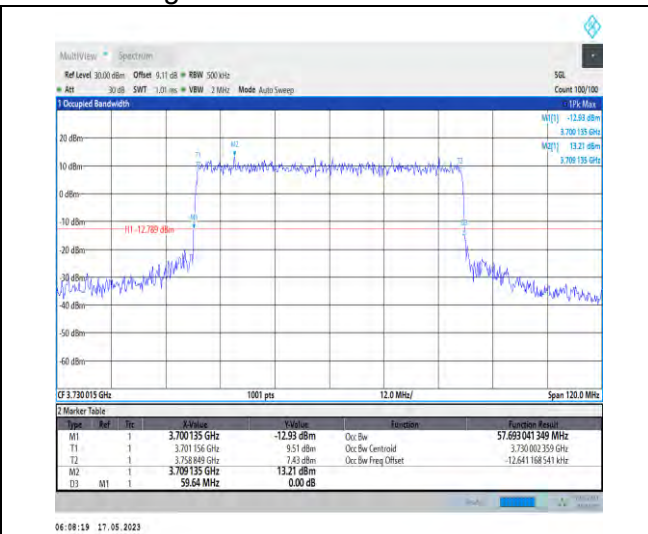 MultiView Spectrum
Ref Level 30.00 dBm Offset 9.11 dB RBW 500 kHz SGL
Att 30 dB SWT 1.01 ms VBW 2 MHz Mode Auto Sweep Count 100/100
1 Occupied Bandwidth 1Pk Max
M1[1] -12.93 dBm
3.700 135 GHz
20 dBm M2[1] 13.21 dBm
M2 3.709 135 GHz
10 dBm
0 dBm
-10 dBm
M1
H1 -12.789 dBm
-20 dBm
-30 dBm
-40 dBm
-50 dBm
-60 dBm
CF 3.730 015 GHz 1001 pts 12.0 MHz/ Span 120.0 MHz
2 Marker Table
Type Ref Trc X-Value Y-Value Function Function Result
M1 1 3.700135 GHz -12.93 dBm Occ Bw 57.693 041 349 MHz
T1 1 3.701 156 GHz 9.51 dBm Occ Bw Centroid 3.730 002 359 GHz
T2 1 3.758 849 GHz 7.43 dBm Occ Bw Freq Offset -12.641 168 541 kHz
M2 1 3.709135 GHz 13.21 dBm
D3 M1 1 59.64 MHz 0.00 dB
06:08:19 17.05.2023